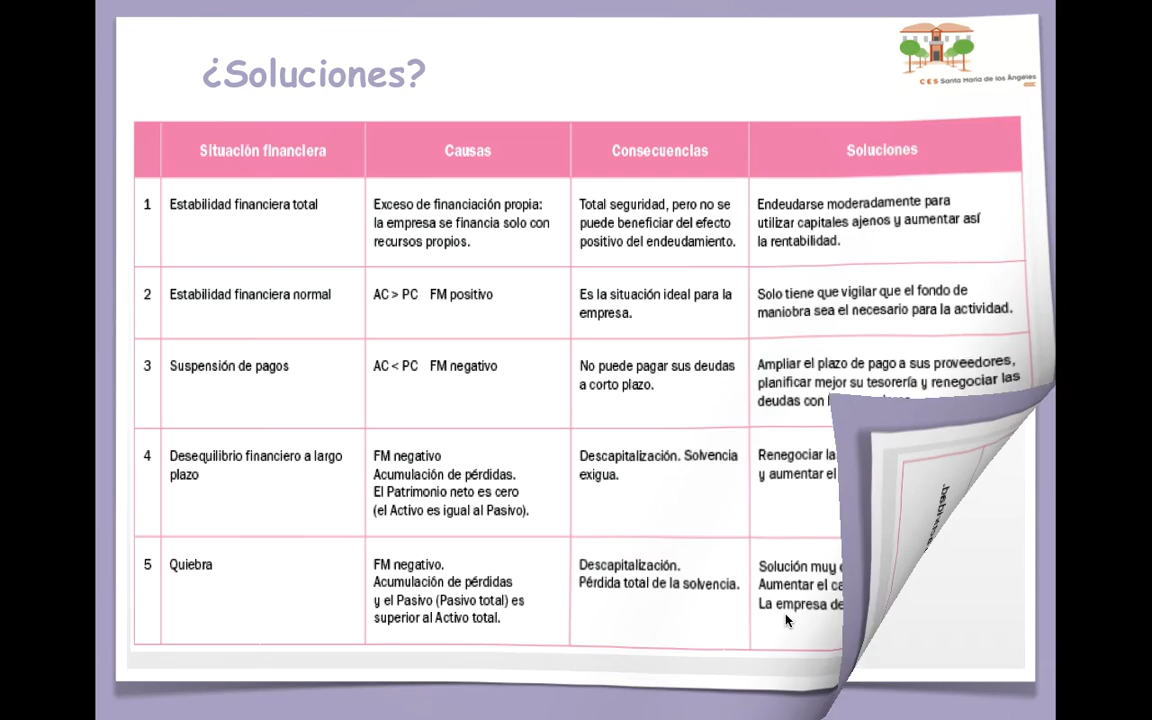 ¿Soluciones?
CES Santa María de los Ángeles
Situación financiera
Causas
Consecuencias
Soluciones
1
Estabilidad financiera total
Exceso de financiación propia:
la empresa se financia solo con
recursos propios.
Total seguridad, pero no se
puede beneficiar del efecto
positivo del endeudamiento.
Endeudarse moderadamente para
utilizar capitales ajenos y aumentar así
la rentabilidad.
2
Estabilidad financiera normal
AC > PC FM positivo
Es la situación ideal para la
empresa.
Solo tiene que vigilar que el fondo de
maniobra sea el necesario para la actividad.
3
Suspensión de pagos
AC < PC FM negativo
No puede pagar sus deudas
a corto plazo.
Ampliar el plazo de pago a sus proveedores,
planificar mejor su tesorería y renegociar las
deudas con
4
Desequilibrio financiero a largo
plazo
FM negativo
Acumulación de pérdidas.
El Patrimonio neto es cero
(el Activo es igual al Pasivo).
Descapitalización. Solvencia
exigua.
Renegociar la
y aumentar el
5
Quiebra
FM negativo.
Acumulación de pérdidas
y el Pasivo (Pasivo total) es
superior al Activo total.
Descapitalización.
Pérdida total de la solvencia.
Solución muy
Aumentar el
La empresa